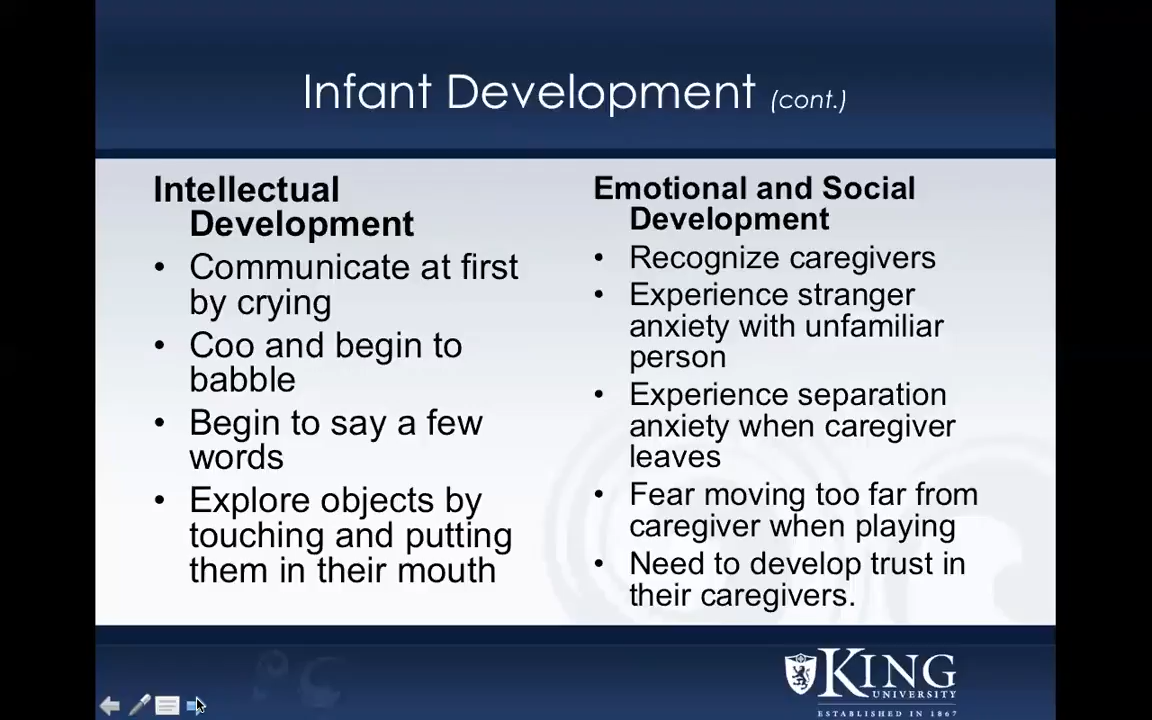 Infant Development (cont.)
Intellectual
Development
• Communicate at first
by crying
• Coo and begin to
babble
• Begin to say a few
words
• Explore objects by
touching and putting
them in their mouth
Emotional and Social
Development
• Recognize caregivers
• Experience stranger
anxiety with unfamiliar
person
• Experience separation
anxiety when caregiver
leaves
• Fear moving too far from
caregiver when playing
• Need to develop trust in
their caregivers.
KING
UNIVERSITY
ESTABLISHED IN 1867